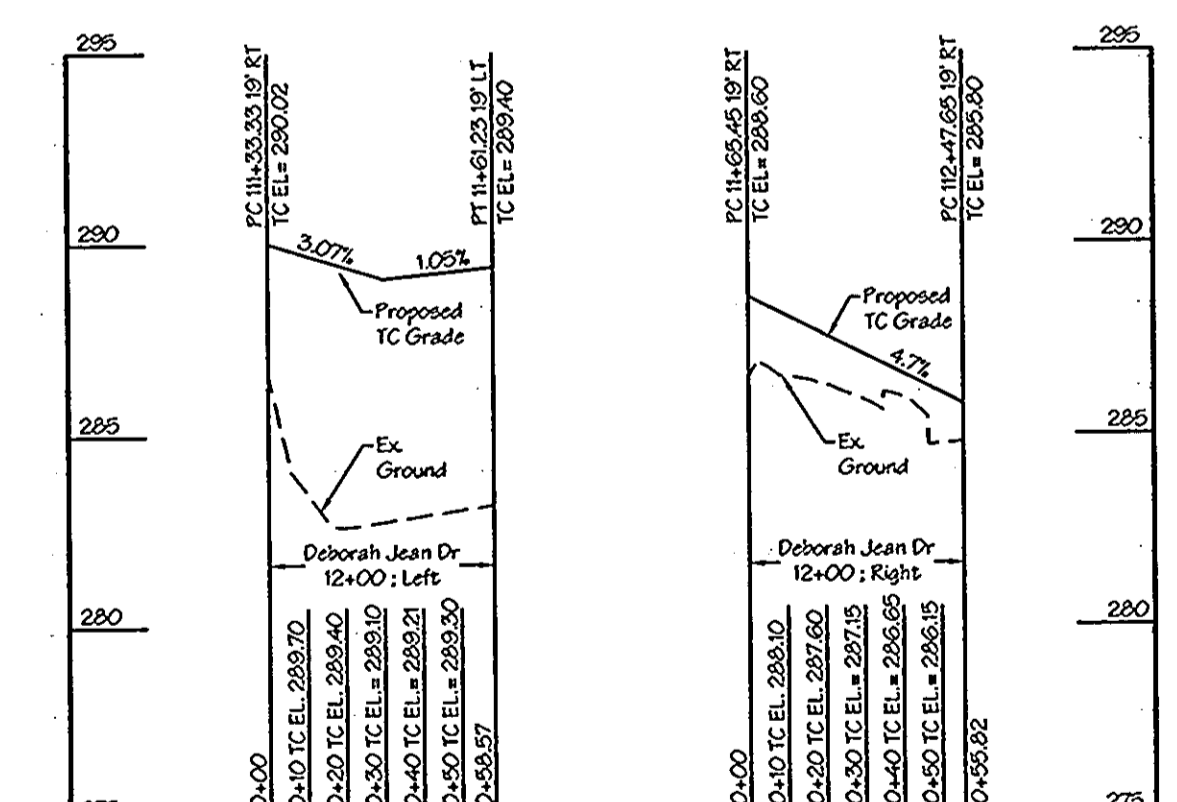 295
290
285
280
PC 111+33.33 19' RT
TC EL= 290.02
PT 11+61.23 19' LT
TC EL= 289.40
3.07%
1.05%
Proposed
TC Grade
Ex
Ground
Deborah Jean Dr
12+00 ; Left
0+00
0+10 TC EL. 289.70
0+20 TC EL. 289.40
0+30 TC EL.= 289.10
0+40 TC EL.= 289.21
0+50 TC EL.= 289.30
0+58.57
PC 11+65.45 19' RT
TC EL= 288.60
PC 112+47.65 19' RT
TC EL= 285.80
Proposed
TC Grade
4.7%
Ex
Ground
Deborah Jean Dr
12+00 ; Right
0+00
0+10 TC EL. 288.10
0+20 TC EL. 287.60
0+30 TC EL.= 287.15
0+40 TC EL.= 286.65
0+50 TC EL.= 286.15
0+55.82
295
290
285
280
275